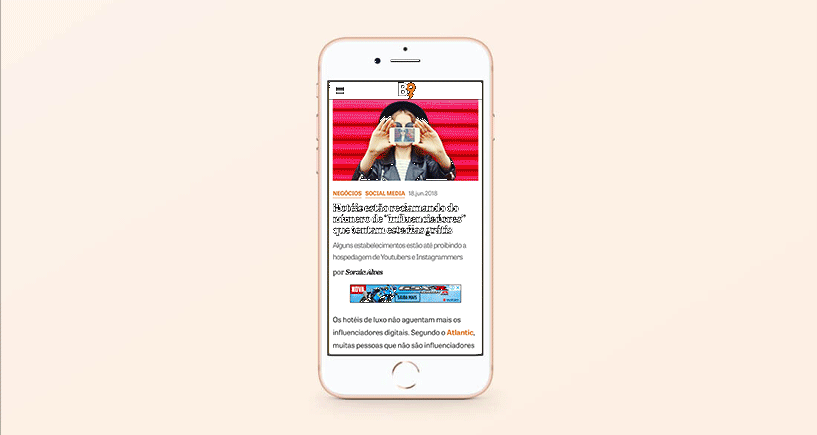 B9
NEGÓCIOS SOCIAL MEDIA 18.jun.2018
Hotéis estão reclamando do
número de "influenciadores"
que tentam estadias grátis
Alguns estabelecimentos estão até proibindo a
hospedagem de Youtubers e Instagrammers
por Soraia Alves
NOVA
SAIBA MAIS
Os hotéis de luxo não aguentam mais os
influenciadores digitais. Segundo o Atlantic,
muitas pessoas que não são influenciadores